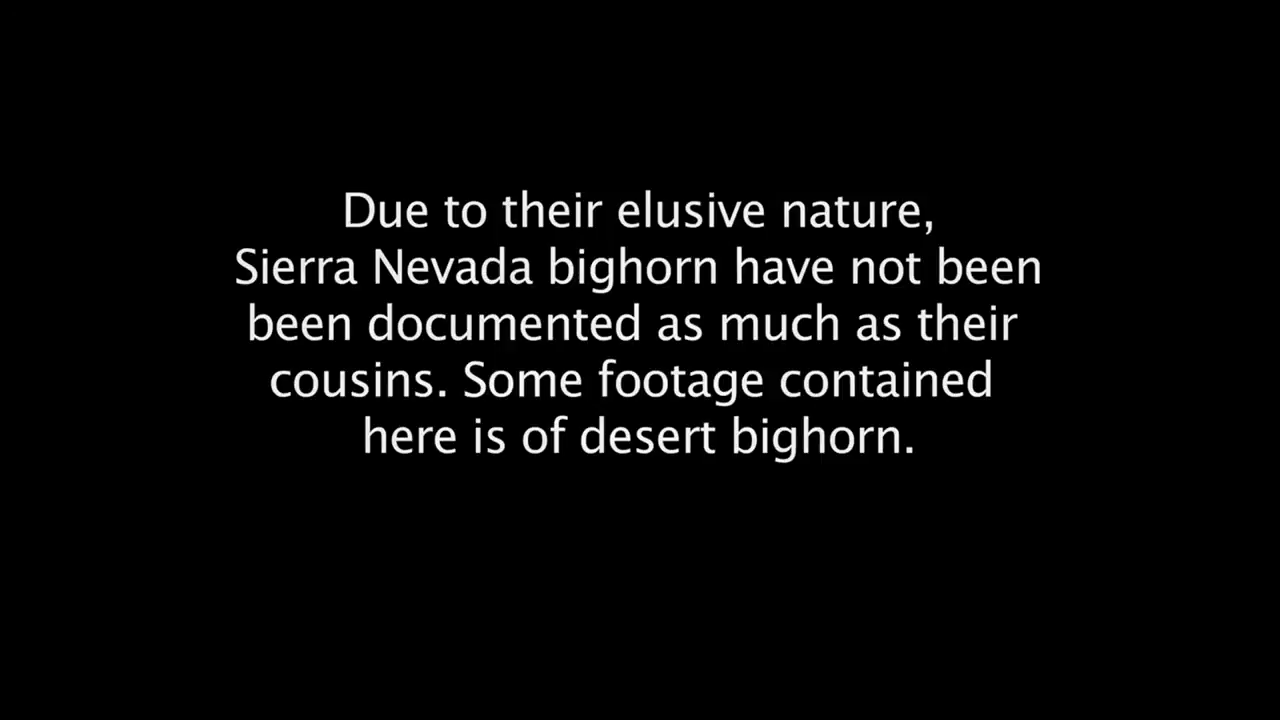 Due to their elusive nature,
Sierra Nevada bighorn have not been
been documented as much as their
cousins. Some footage contained
here is of desert bighorn.